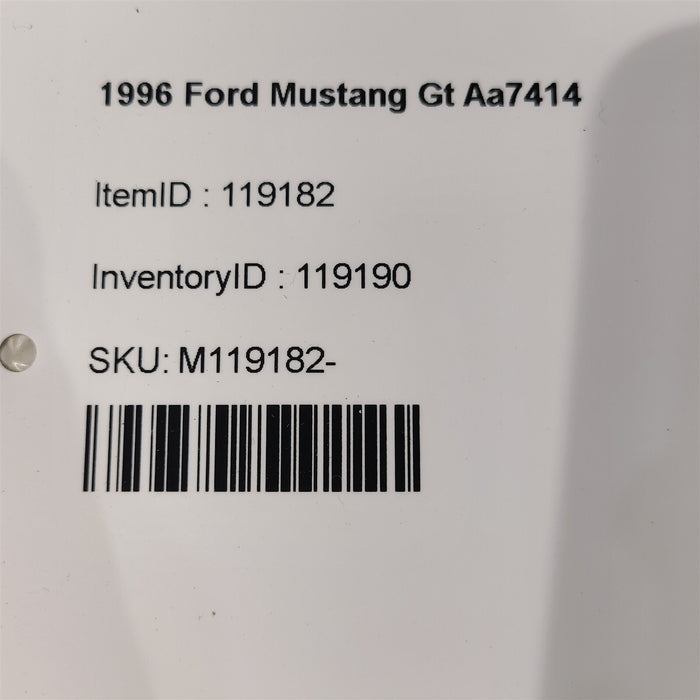 1996 Ford Mustang Gt Aa7414
ItemID : 119182
InventoryID : 119190
SKU: M119182-